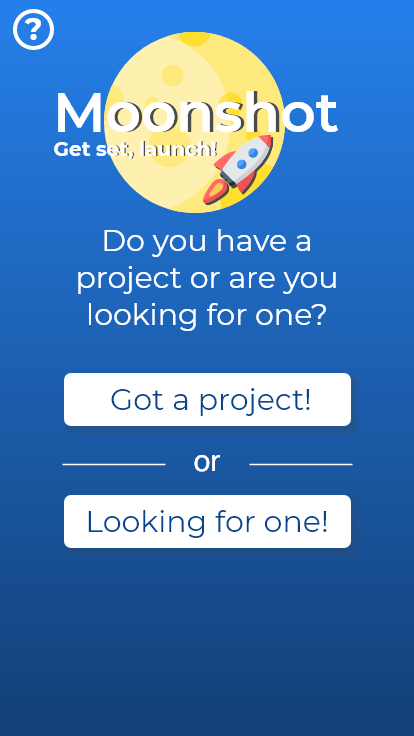 ?
Moonshot
Get set, launch!
Do you have a
project or are you
looking for one?
Got a project!
or
Looking for one!